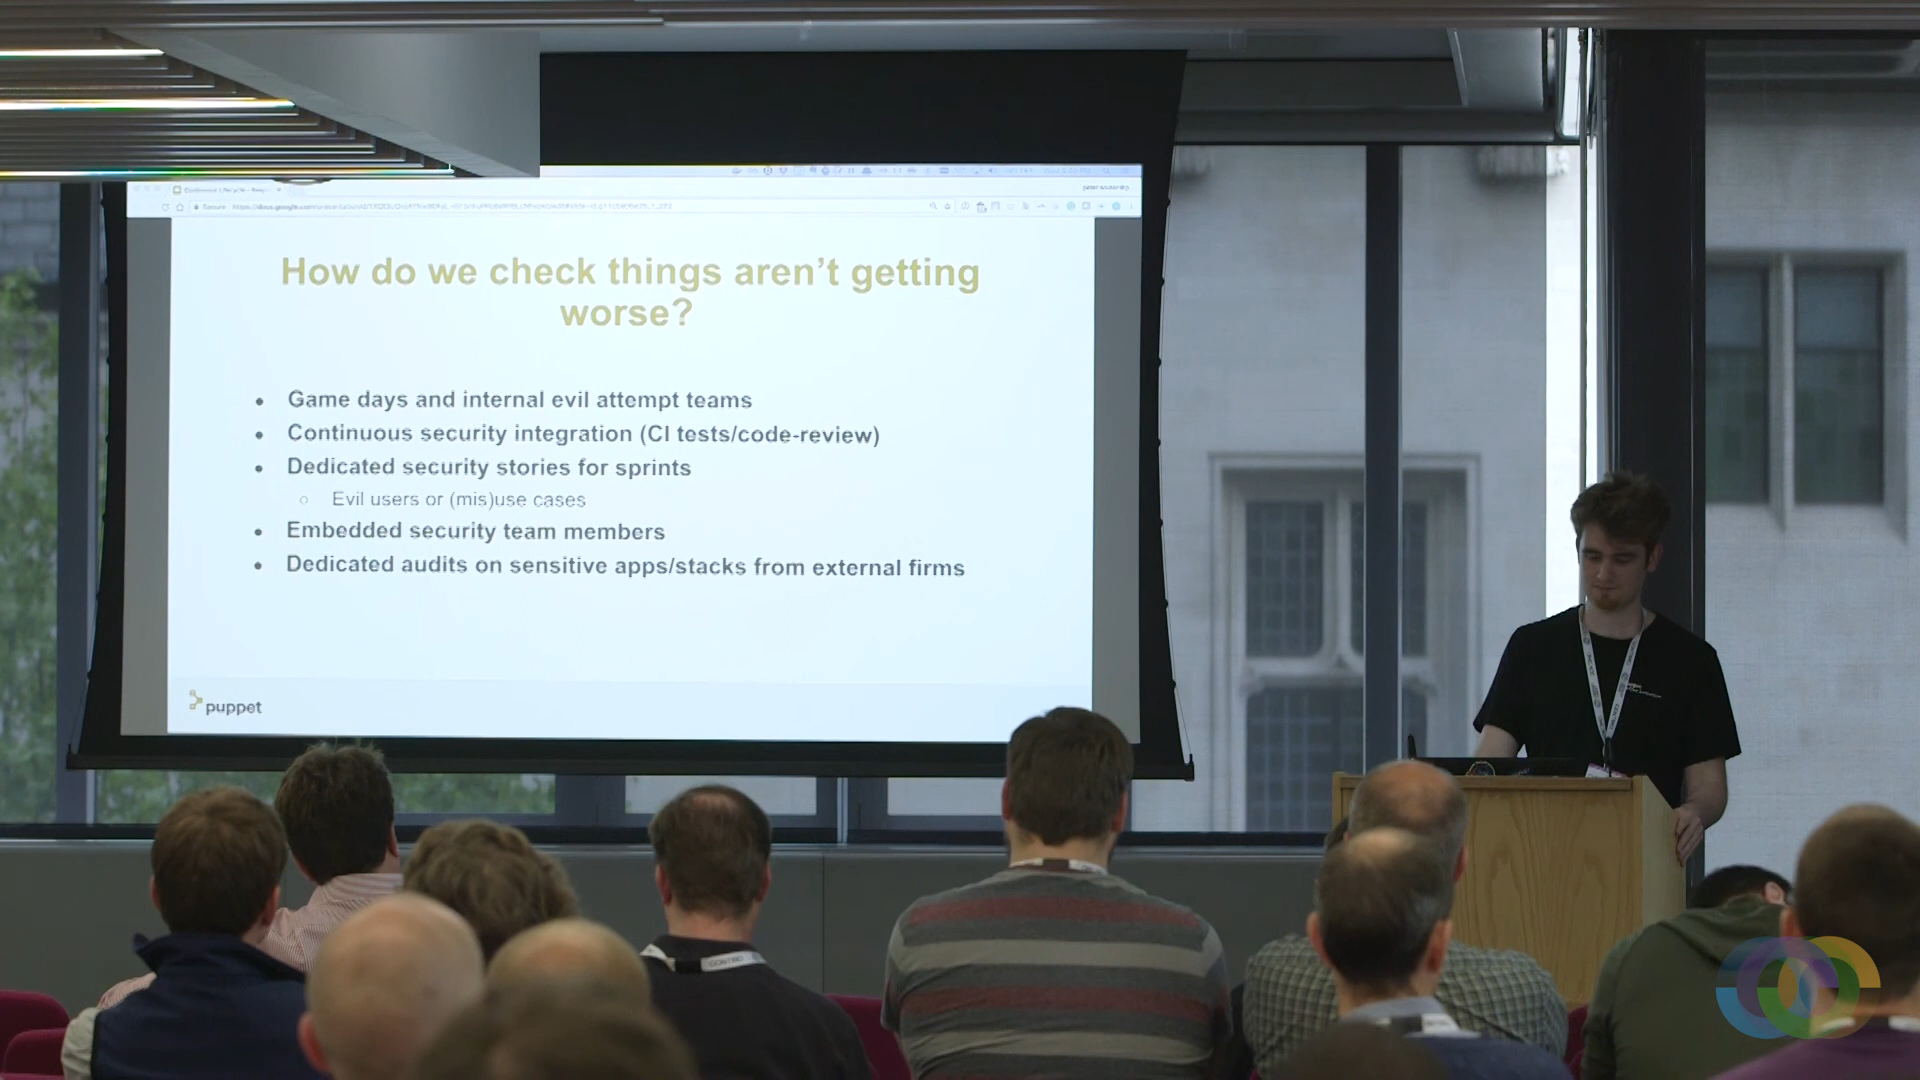 How do we check things aren't getting
worse?
Game days and internal evil attempt teams
Continuous security integration (CI tests/code-review)
Dedicated security stories for sprints
Evil users or (mis)use cases
Embedded security team members
Dedicated audits on sensitive apps/stacks from external firms
puppet
CONTINO